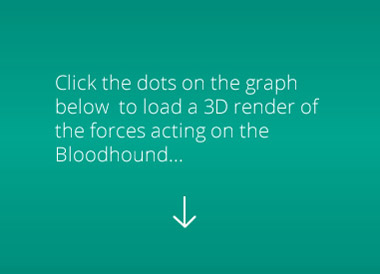 Click the dots on the graph
below to load a 3D render of
the forces acting on the
Bloodhound...